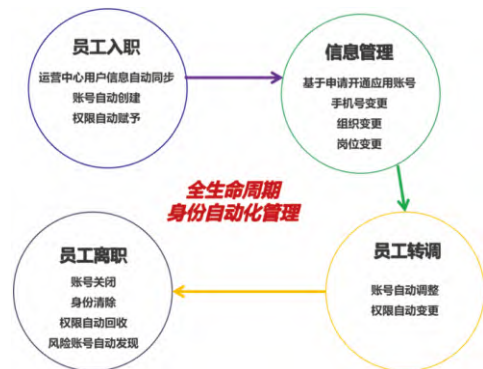 员工入职
运营中心用户信息自动同步
账号自动创建
权限自动赋予
信息管理
基于申请开通应用账号
手机号变更
组织变更
岗位变更
全生命周期
身份自动化管理
员工转调
账号自动调整
权限自动变更
员工离职
账号关闭
身份清除
权限自动回收
风险账号自动发现